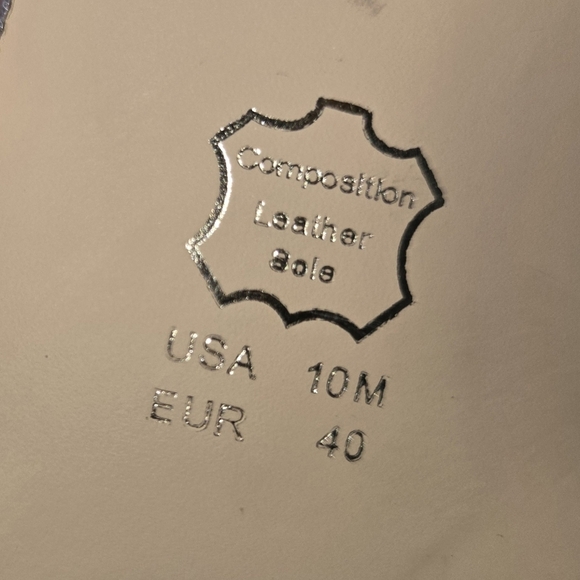 Composition
Leather
Sole
USA 10M
EUR 40